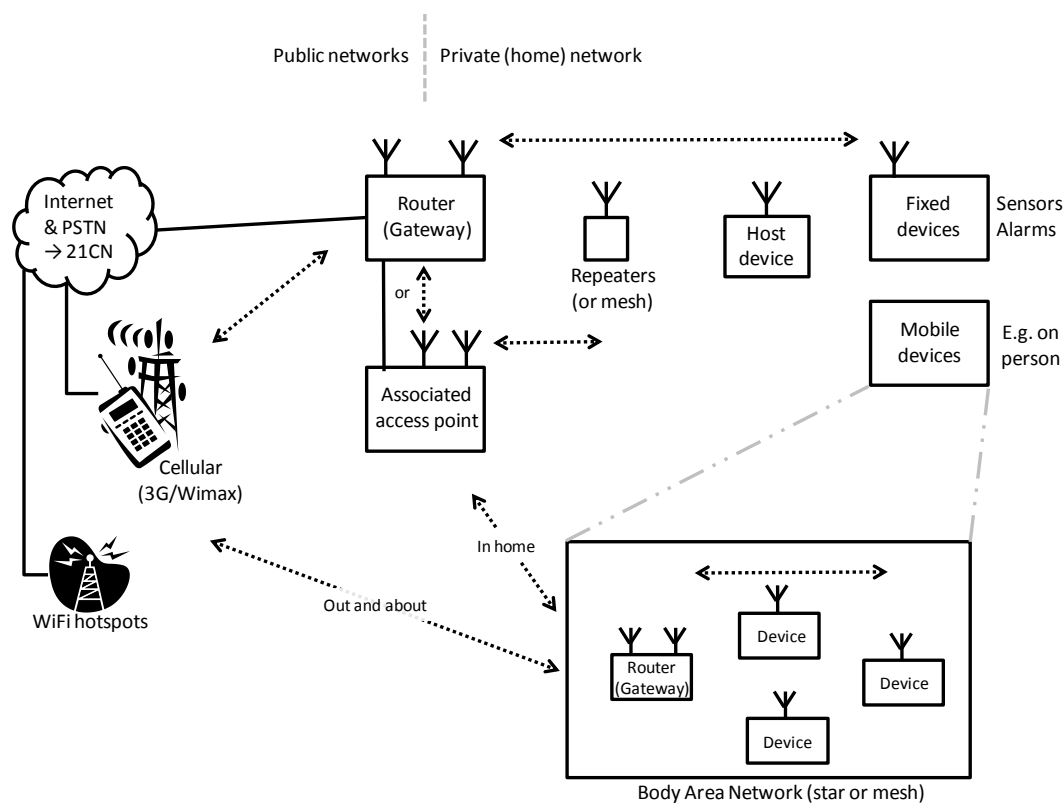 Public networks
Private (home) network
Internet
& PSTN
→ 21CN
Router
(Gateway)
Repeaters
(or mesh)
Host
device
Fixed
devices
Sensors
Alarms
or
Associated
access point
Mobile
devices
E.g. on
person
Cellular
(3G/Wimax)
WiFi hotspots
In home
Out and about
Router
(Gateway)
Device
Device
Device
Body Area Network (star or mesh)